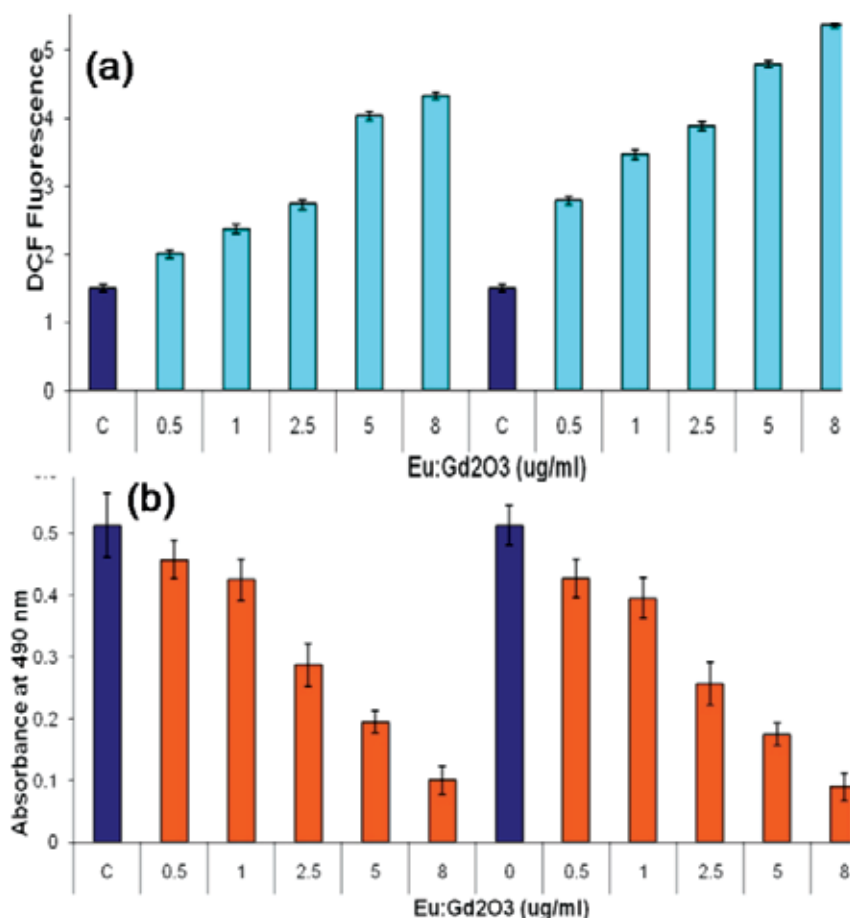 (a)
DCF Fluorescence
5
4
3
2
1
0
C 0.5 1 2.5 5 8 C 0.5 1 2.5 5 8
Eu:Gd2O3 (ug/ml)
(b)
Absorbance at 490 nm
0.5
0.4
0.3
0.2
0.1
0
C 0.5 1 2.5 5 8 0 0.5 1 2.5 5 8
Eu:Gd2O3 (ug/ml)